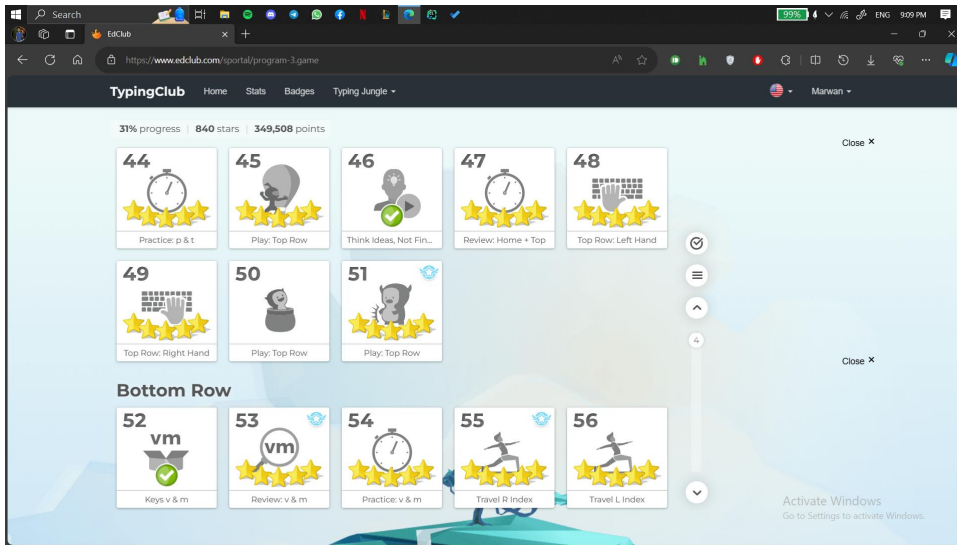 Search
99%
ENG 9:09 PM
EdClub
https://www.edclub.com/sportal/program-3.game
TypingClub Home Stats Badges Typing Jungle Marwan
31% progress | 840 stars | 349,508 points
Close ×
44 45 46 47 48
Practice: p & t Play: Top Row Think Ideas, Not Fin... Review: Home + Top Top Row: Left Hand
49 50 51
4
Top Row: Right Hand Play: Top Row Play: Top Row
Close ×
Bottom Row
52 53 54 55 56
vm vm
Keys v & m Review: v & m Practice: v & m Travel R Index Travel L Index
Activate Windows
Go to Settings to activate Windows.